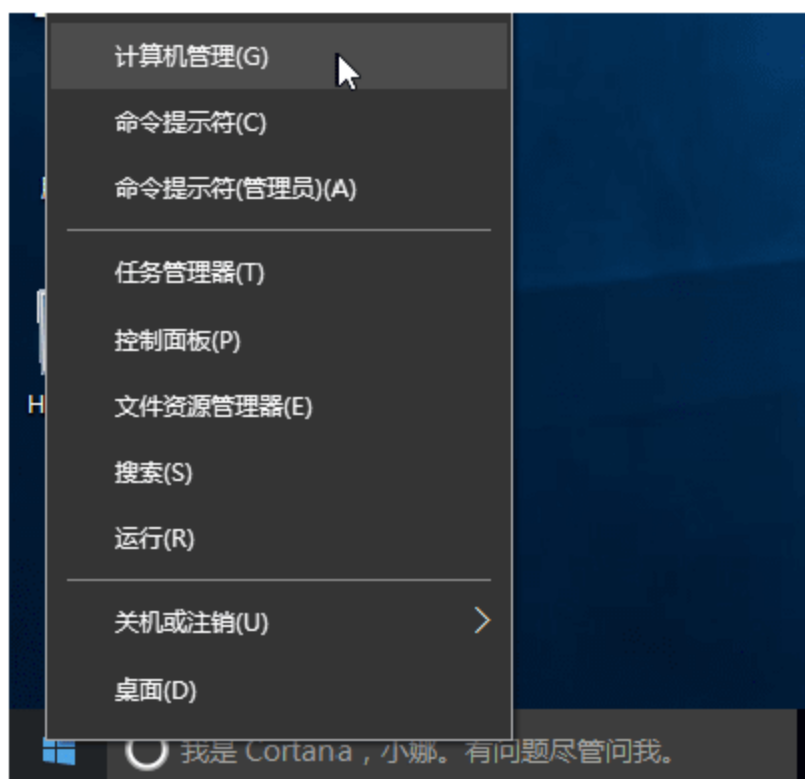 计算机管理(G)
命令提示符(C)
命令提示符(管理员)(A)
任务管理器(T)
控制面板(P)
文件资源管理器(E)
H
搜索(S)
运行(R)
关机或注销(U)
桌面(D)
我是 Cortana，小娜。有问题尽管问我。